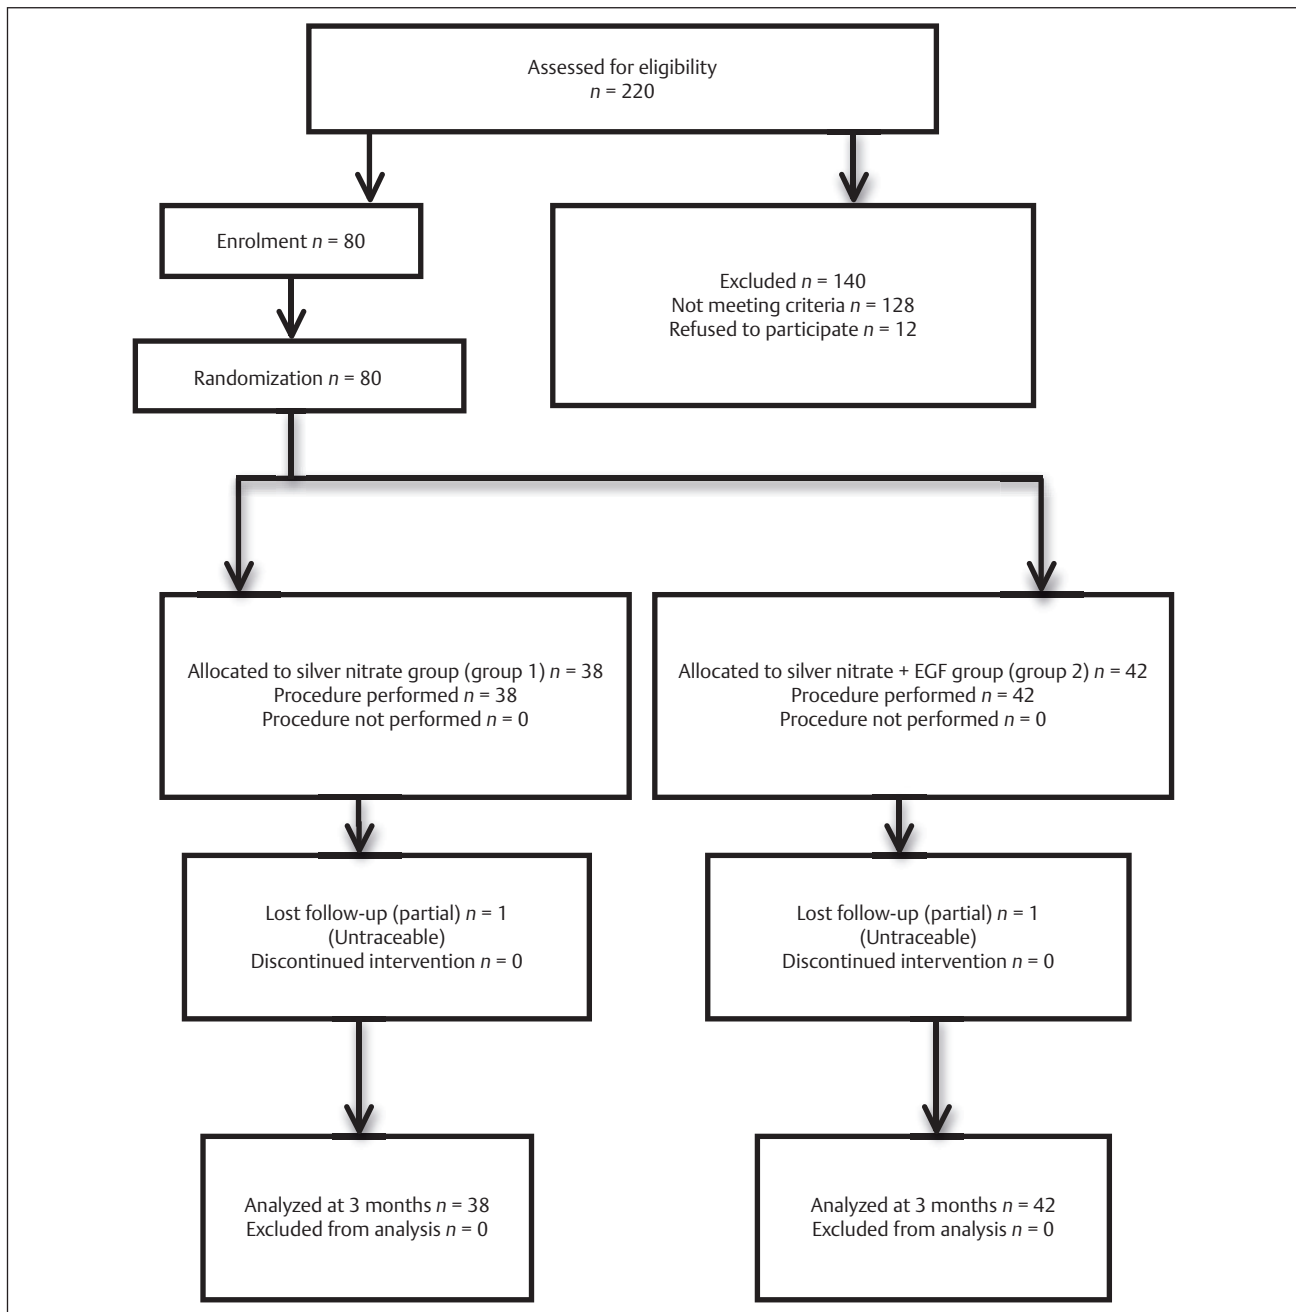 Assessed for eligibility
n = 220
Enrolment n = 80
Excluded n = 140
Not meeting criteria n = 128
Refused to participate n = 12
Randomization n = 80
Allocated to silver nitrate group (group 1) n = 38
Procedure performed n = 38
Procedure not performed n = 0
Allocated to silver nitrate + EGF group (group 2) n = 42
Procedure performed n = 42
Procedure not performed n = 0
Lost follow-up (partial) n = 1
(Untraceable)
Discontinued intervention n = 0
Lost follow-up (partial) n = 1
(Untraceable)
Discontinued intervention n = 0
Analyzed at 3 months n = 38
Excluded from analysis n = 0
Analyzed at 3 months n = 42
Excluded from analysis n = 0